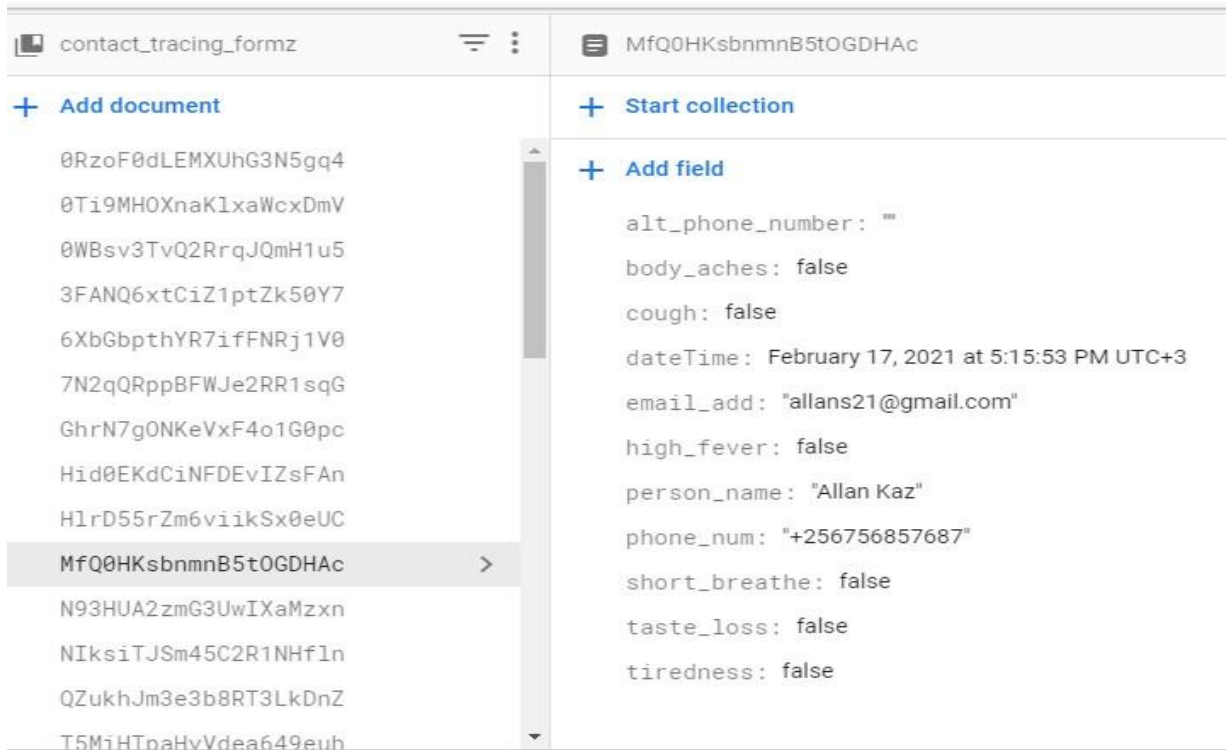 contact_tracing_formz
Add document
0RzoF0dLEMXUhG3N5gq4
0Ti9MHOXnaKlxaWcxDmV
0WBsv3TvQ2RrqJQmH1u5
3FANQ6xtCiZ1ptZk50Y7
6XbGbpthYR7ifFNRj1V0
7N2qQRppBFWJe2RR1sqG
GhrN7gONKeVxF4o1G0pc
Hid0EKdCiNFDEvIZsFAn
HlrD55rZm6viikSx0eUC
MfQ0HKsbnmnB5tOGDHAc
N93HUA2zmG3UwIXaMzxn
NIksiTJSm45C2R1NHfln
QZukhJm3e3b8RT3LkDnZ
T5MiHTpaHyVdea649euh
MfQ0HKsbnmnB5tOGDHAc
Start collection
Add field
alt_phone_number: ""
body_aches: false
cough: false
dateTime: February 17, 2021 at 5:15:53 PM UTC+3
email_add: "allans21@gmail.com"
high_fever: false
person_name: "Allan Kaz"
phone_num: "+256756857687"
short_breathe: false
taste_loss: false
tiredness: false